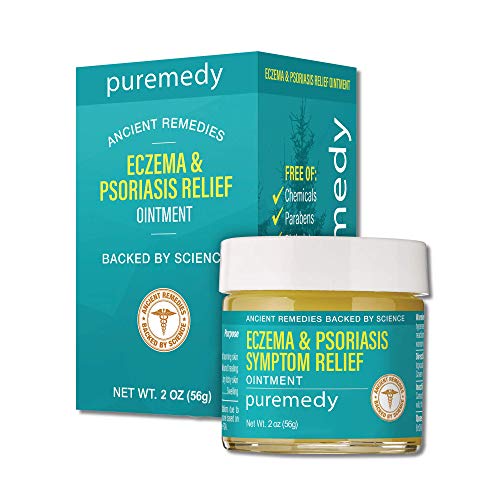 puremedy
ANCIENT REMEDIES
ECZEMA &
PSORIASIS RELIEF
OINTMENT
BACKED BY SCIENCE
ANCIENT REMEDIES
BACKED BY SCIENCE
NET WT. 2 OZ (56g)
ECZEMA & PSORIASIS RELIEF OINTMENT
FREE OF:
✓ Chemicals
✓ Parabens
medy
ANCIENT REMEDIES BACKED BY SCIENCE
ECZEMA & PSORIASIS
SYMPTOM RELIEF
OINTMENT
puremedy
Net Wt. 2 oz (56g)
ANCIENT REMEDIES
BACKED BY SCIENCE
Purpose